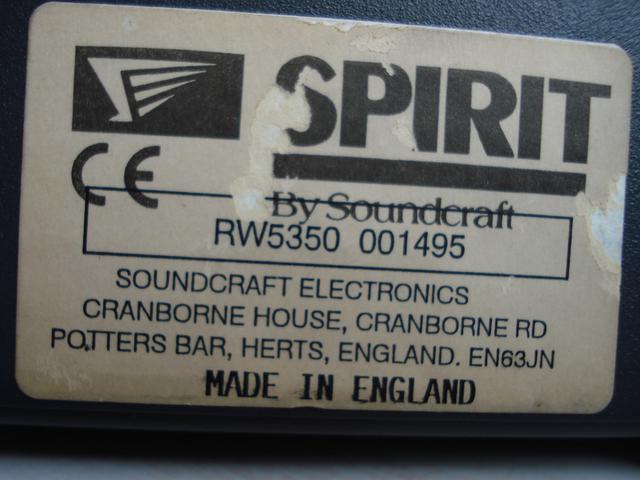 SPIRIT
By Soundcraft
CE
RW5350 001495
SOUNDCRAFT ELECTRONICS
CRANBORNE HOUSE, CRANBORNE RD
POTTERS BAR, HERTS, ENGLAND. EN63JN
MADE IN ENGLAND